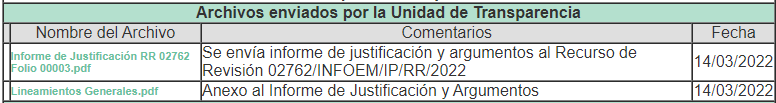 Archivos enviados por la Unidad de Transparencia
Nombre del Archivo Comentarios Fecha
Informe de Justificación RR 02762 Folio 00003.pdf Se envía informe de justificación y argumentos al Recurso de Revisión 02762/INFOEM/IP/RR/2022 14/03/2022
Lineamientos Generales.pdf Anexo al Informe de Justificación y Argumentos 14/03/2022